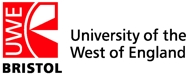 UWE
BRISTOL
University of the
West of England